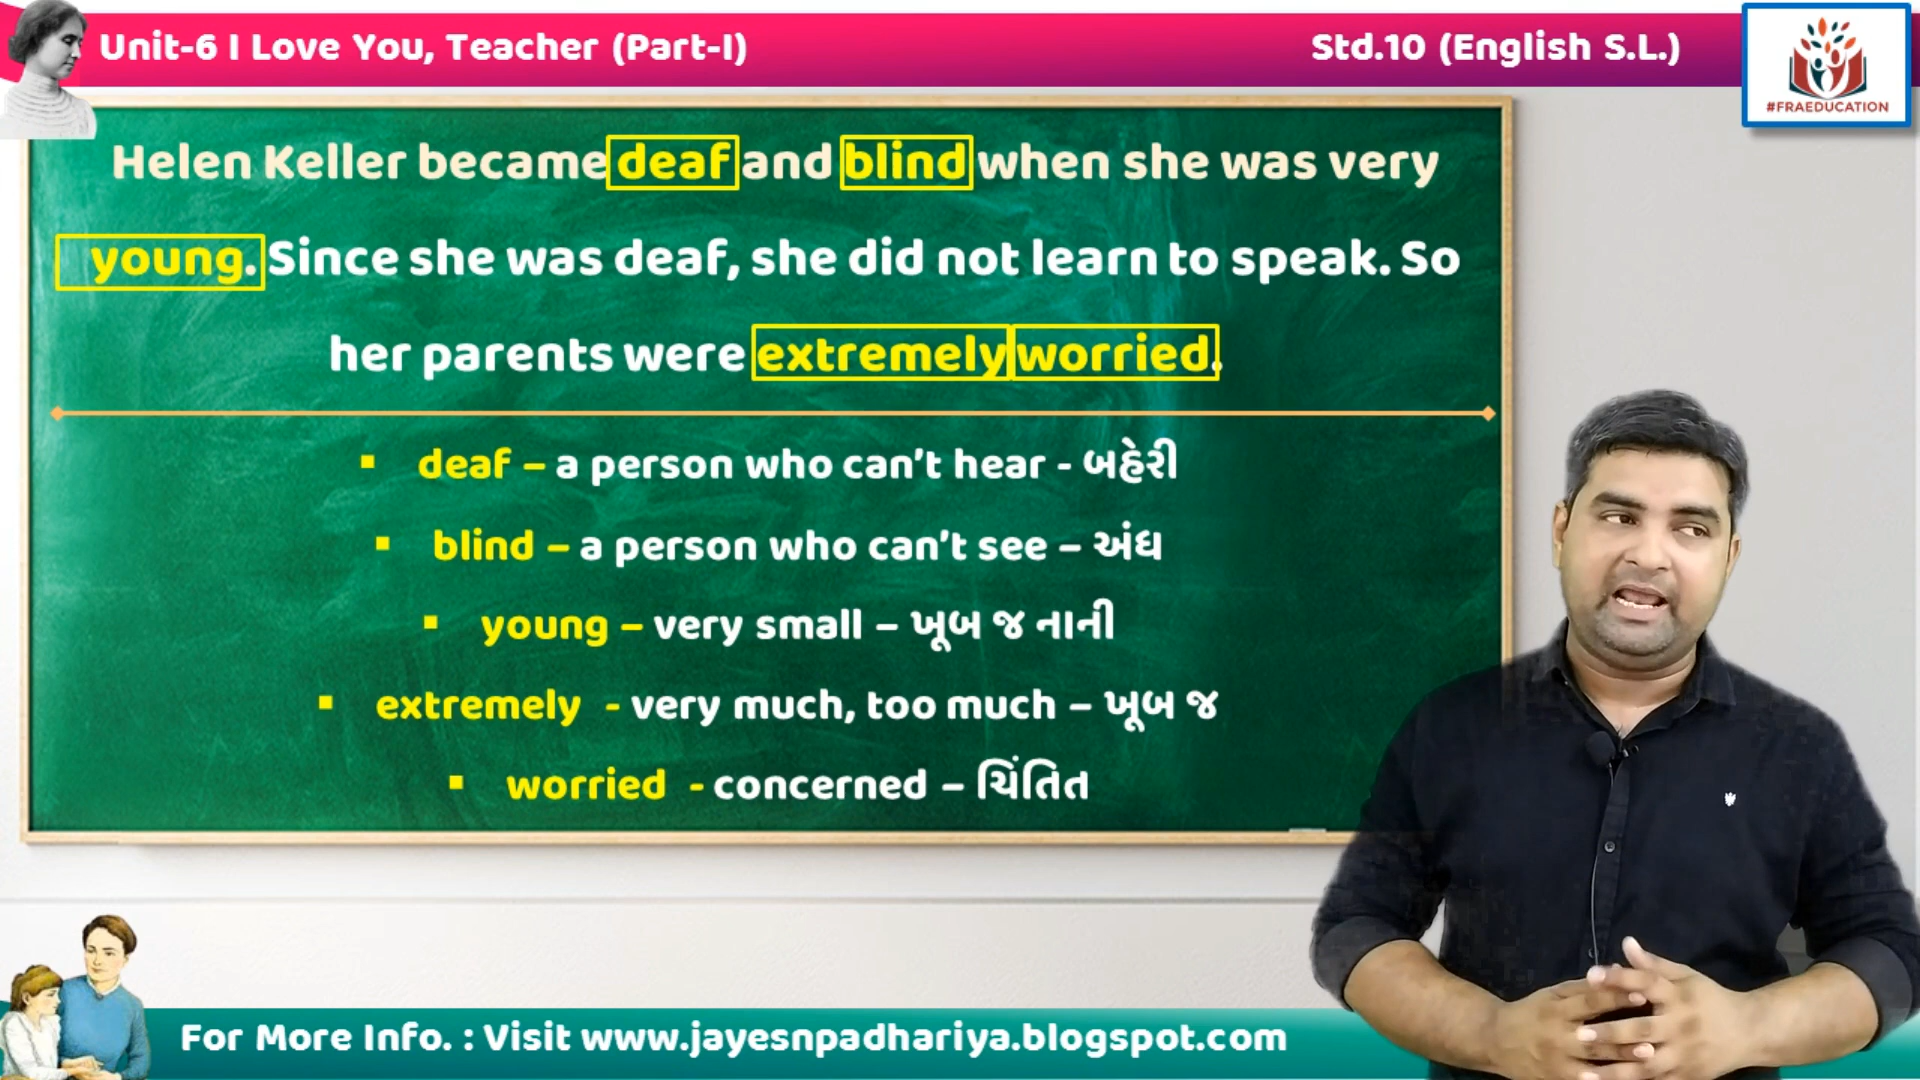 Unit-6 I Love You, Teacher (Part-I)
Std.10 (English S.L.)
#FRAEDUCATION
Helen Keller became deaf and blind when she was very
young. Since she was deaf, she did not learn to speak. So
her parents were extremely worried.
▪ deaf – a person who can't hear - બહેરી
▪ blind – a person who can't see – અંધ
▪ young – very small – ખૂબ જ નાની
▪ extremely - very much, too much – ખૂબ જ
▪ worried - concerned – ચિંતિત
For More Info. : Visit www.jayesnpadhariya.blogspot.com